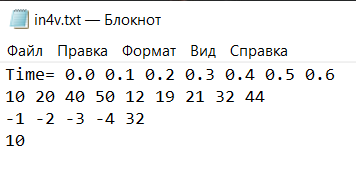 in4v.txt — Блокнот
Файл Правка Формат Вид Справка
Time= 0.0 0.1 0.2 0.3 0.4 0.5 0.6
10 20 40 50 12 19 21 32 44
-1 -2 -3 -4 32
10